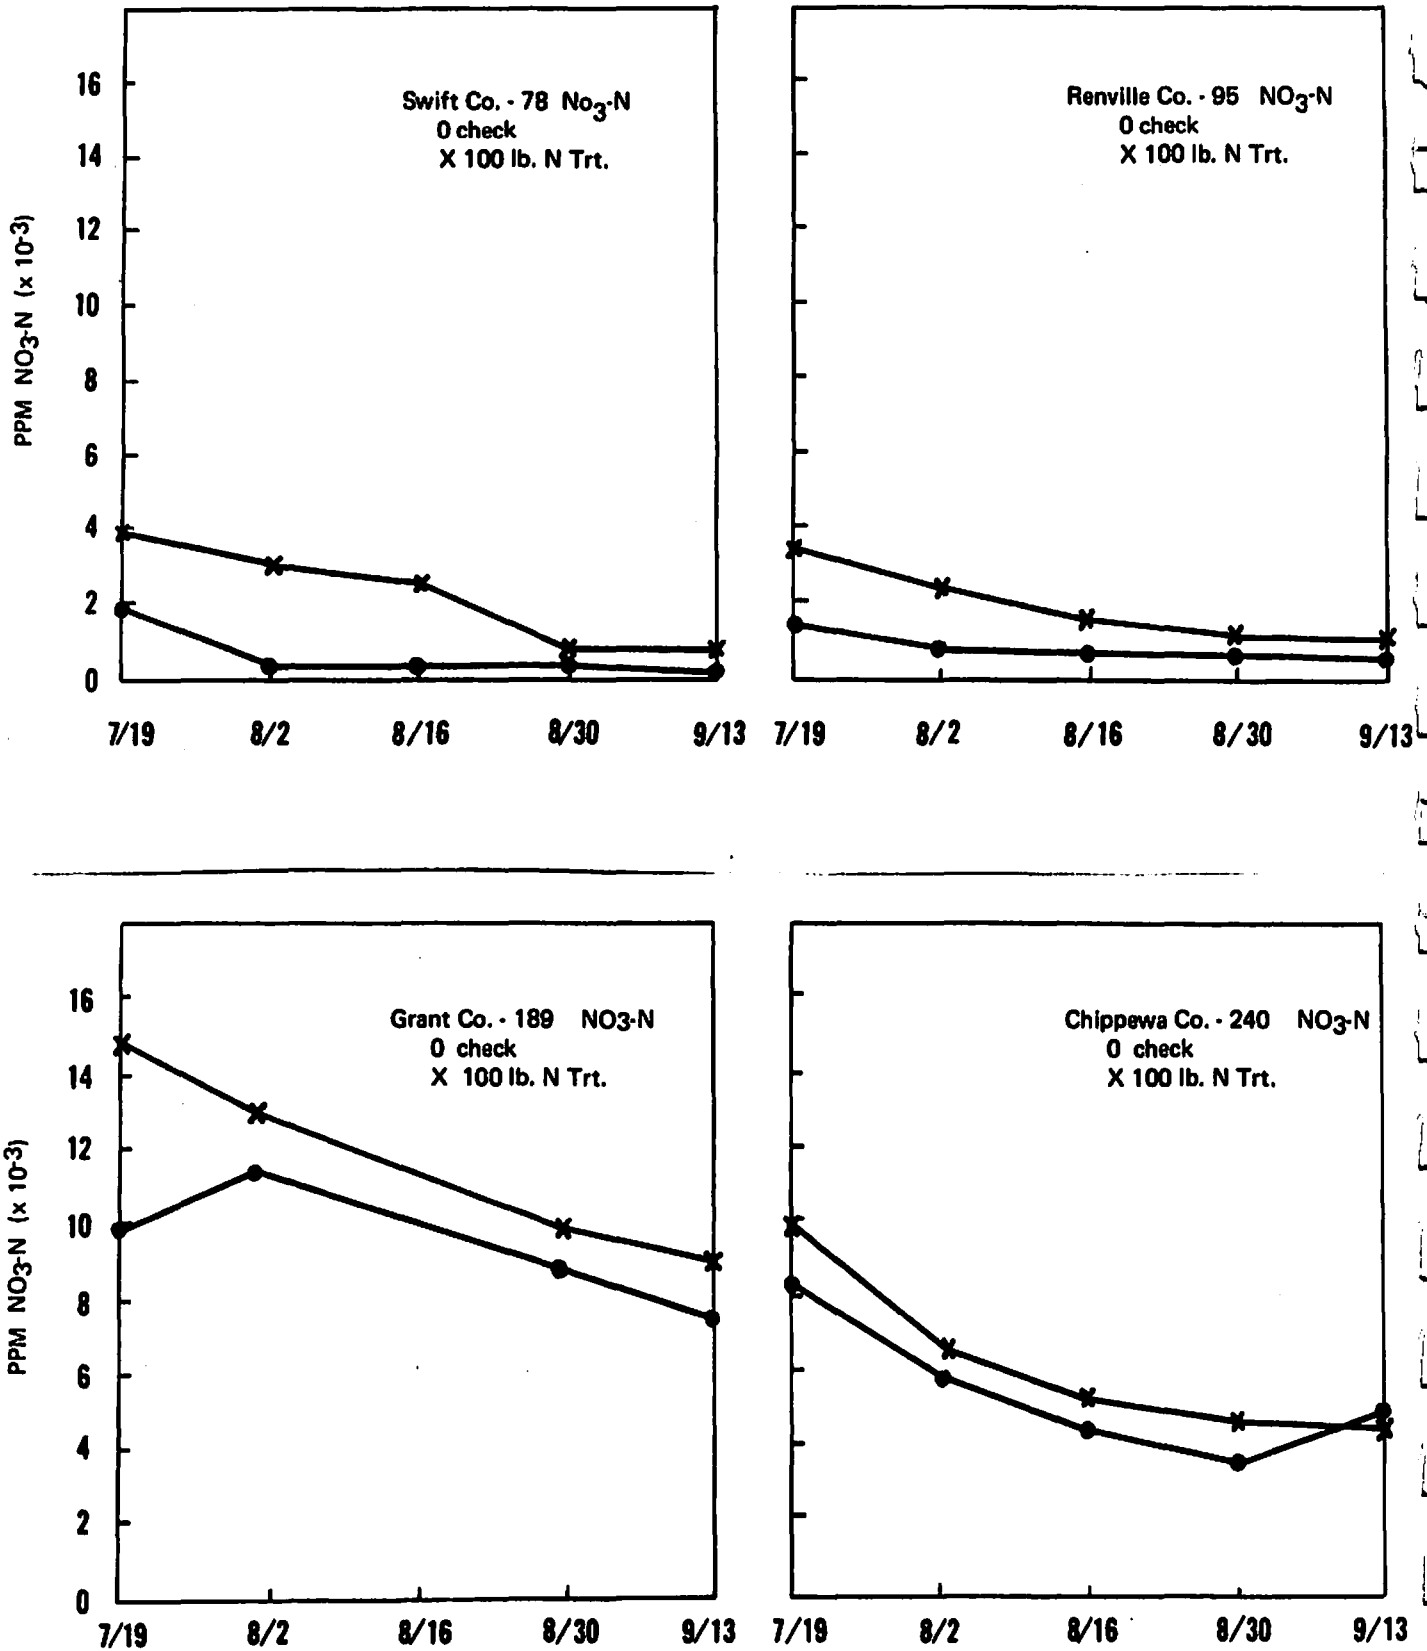 Swift Co. - 78 No3-N
0 check
X 100 lb. N Trt.
PPM NO3-N (x 10-3)
16
14
12
10
8
6
4
2
0
7/19 8/2 8/16 8/30 9/13
Renville Co. - 95 NO3-N
0 check
X 100 lb. N Trt.
7/19 8/2 8/16 8/30 9/13
Grant Co. - 189 NO3-N
0 check
X 100 lb. N Trt.
PPM NO3-N (x 10-3)
16
14
12
10
8
6
4
2
0
7/19 8/2 8/16 8/30 9/13
Chippewa Co. - 240 NO3-N
0 check
X 100 lb. N Trt.
7/19 8/2 8/16 8/30 9/13